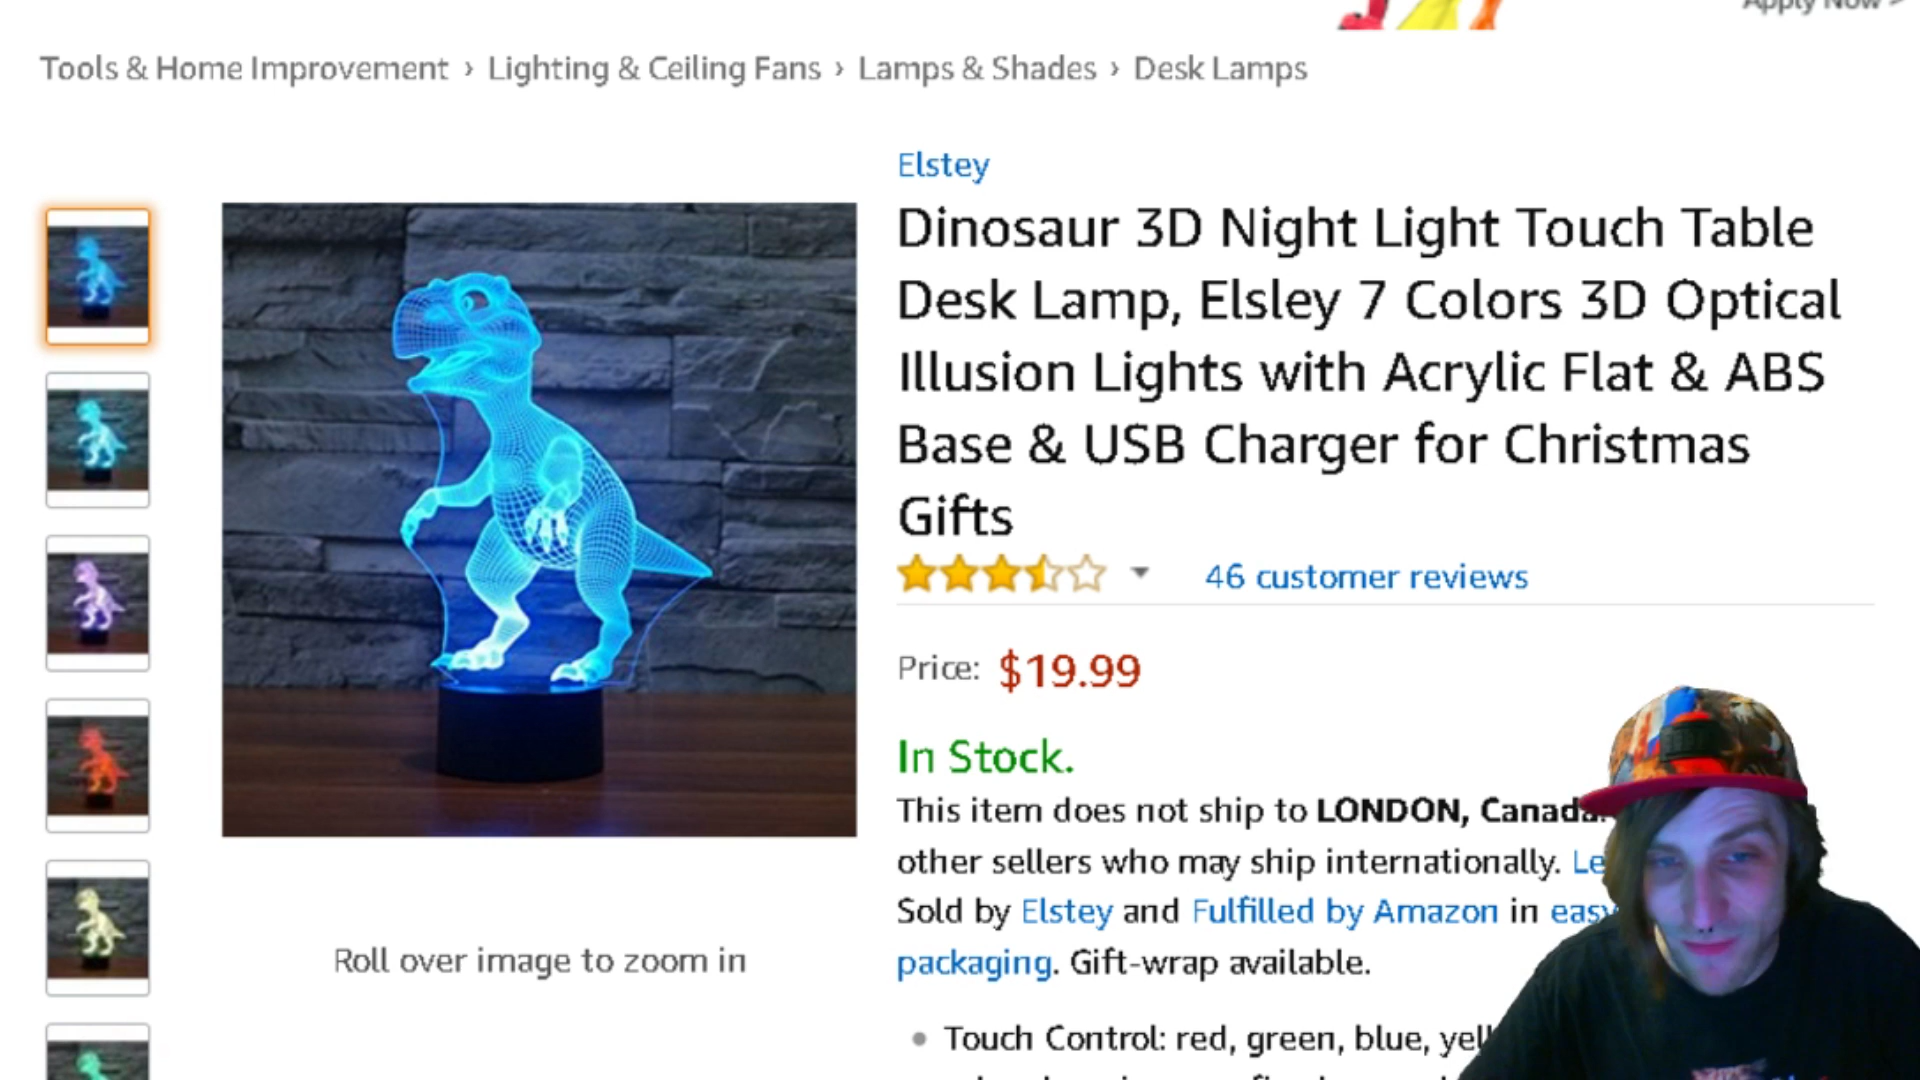 Apply Now >
Tools & Home Improvement › Lighting & Ceiling Fans › Lamps & Shades › Desk Lamps
Elstey
Dinosaur 3D Night Light Touch Table
Desk Lamp, Elsley 7 Colors 3D Optical
Illusion Lights with Acrylic Flat & ABS
Base & USB Charger for Christmas
Gifts
46 customer reviews
Price: $19.99
In Stock.
This item does not ship to LONDON, Canada.
other sellers who may ship internationally.
Sold by Elstey and Fulfilled by Amazon in easy
packaging. Gift-wrap available.
Roll over image to zoom in
Touch Control: red, green, blue,